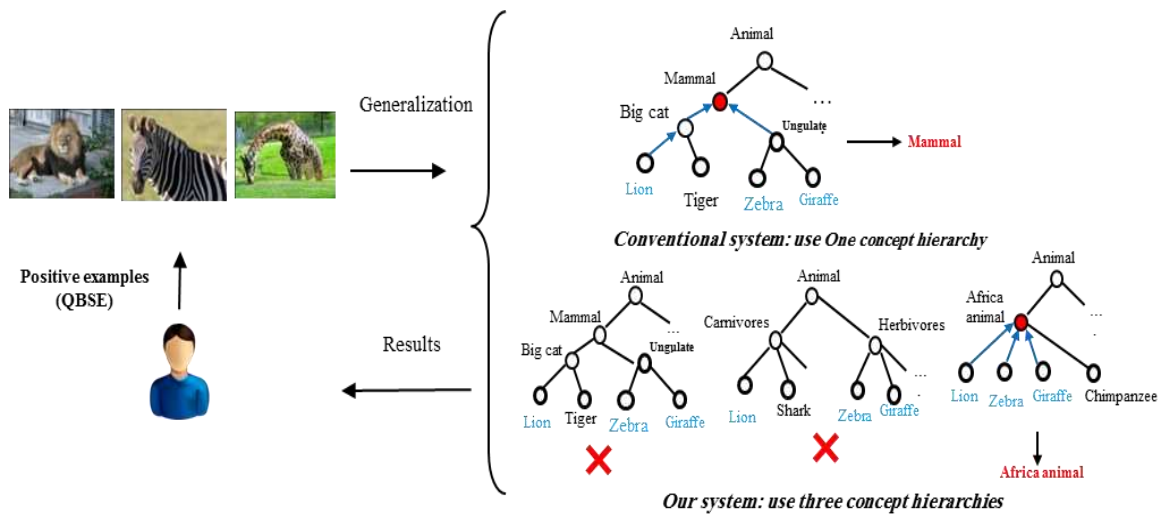 Animal
Mammal
...
Big cat
Ungulate
Generalization
Mammal
Lion
Tiger
Zebra
Giraffe
Conventional system: use One concept hierarchy
Positive examples
(QBSE)
Results
Animal
Mammal
...
Big cat
Ungulate
Lion
Tiger
Zebra
Giraffe
Animal
Carnivores
Herbivores
...
Lion
Shark
Zebra
Giraffe
Animal
Africa
animal
...
Lion
Zebra
Giraffe
Chimpanzee
Africa animal
Our system: use three concept hierarchies